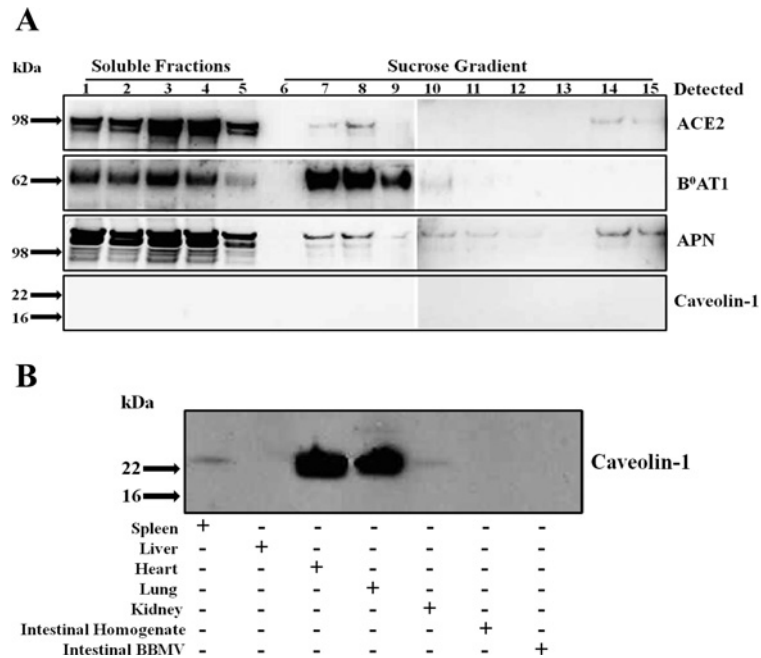 A
kDa Soluble Fractions Sucrose Gradient
1 2 3 4 5 6 7 8 9 10 11 12 13 14 15 Detected
98 ACE2
62 B⁰AT1
98 APN
22 Caveolin-1
16
B
kDa
22 Caveolin-1
16
Spleen + - - - - - -
Liver - + - - - - -
Heart - - + - - - -
Lung - - - + - - -
Kidney - - - - + - -
Intestinal Homogenate - - - - - + -
Intestinal BBMV - - - - - - +